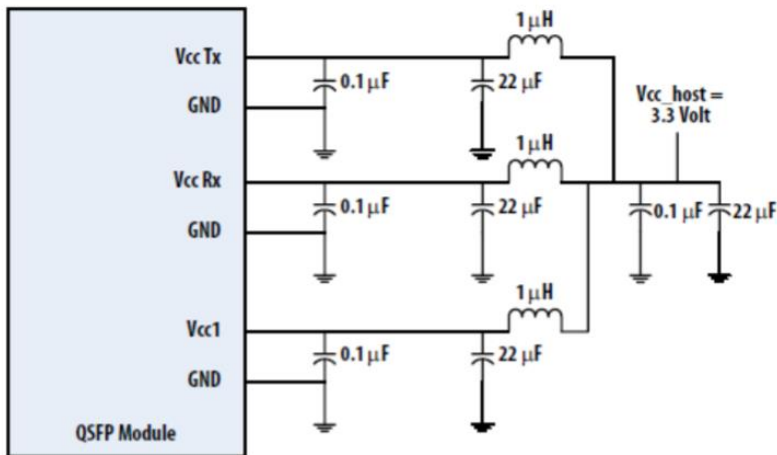 1 μH
Vcc Tx
0.1 μF
22 μF
GND
Vcc_host =
3.3 Volt
1 μH
Vcc Rx
0.1 μF
22 μF
0.1 μF
22 μF
GND
1 μH
Vcc1
0.1 μF
22 μF
GND
QSFP Module